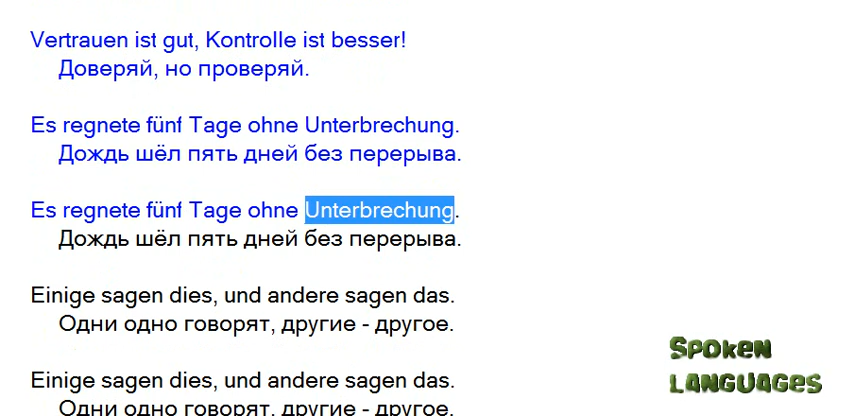 Vertrauen ist gut, Kontrolle ist besser!
Доверяй, но проверяй.
Es regnete fünf Tage ohne Unterbrechung.
Дождь шёл пять дней без перерыва.
Es regnete fünf Tage ohne Unterbrechung.
Дождь шёл пять дней без перерыва.
Einige sagen dies, und andere sagen das.
Одни одно говорят, другие - другое.
Einige sagen dies, und andere sagen das.
Одни одно говорят, другие - другое.
Spoken
Languages